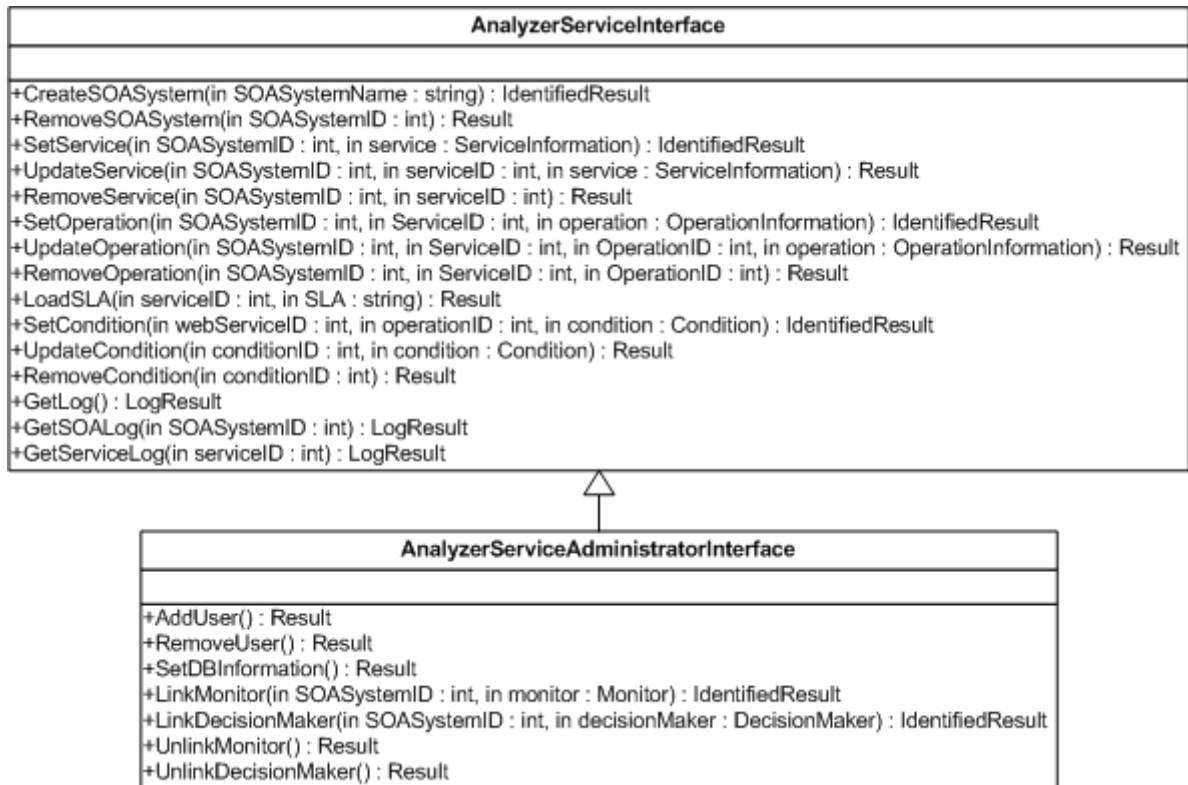 AnalyzerServiceInterface
+CreateSOASystem(in SOASystemName : string) : IdentifiedResult
+RemoveSOASystem(in SOASystemID : int) : Result
+SetService(in SOASystemID : int, in service : ServiceInformation) : IdentifiedResult
+UpdateService(in SOASystemID : int, in serviceID : int, in service : ServiceInformation) : Result
+RemoveService(in SOASystemID : int, in serviceID : int) : Result
+SetOperation(in SOASystemID : int, in ServiceID : int, in operation : OperationInformation) : IdentifiedResult
+UpdateOperation(in SOASystemID : int, in ServiceID : int, in OperationID : int, in operation : OperationInformation) : Result
+RemoveOperation(in SOASystemID : int, in ServiceID : int, in OperationID : int) : Result
+LoadSLA(in serviceID : int, in SLA : string) : Result
+SetCondition(in webServiceID : int, in operationID : int, in condition : Condition) : IdentifiedResult
+UpdateCondition(in conditionID : int, in condition : Condition) : Result
+RemoveCondition(in conditionID : int) : Result
+GetLog() : LogResult
+GetSOALog(in SOASystemID : int) : LogResult
+GetServiceLog(in serviceID : int) : LogResult
AnalyzerServiceAdministratorInterface
+AddUser() : Result
+RemoveUser() : Result
+SetDBInformation() : Result
+LinkMonitor(in SOASystemID : int, in monitor : Monitor) : IdentifiedResult
+LinkDecisionMaker(in SOASystemID : int, in decisionMaker : DecisionMaker) : IdentifiedResult
+UnlinkMonitor() : Result
+UnlinkDecisionMaker() : Result